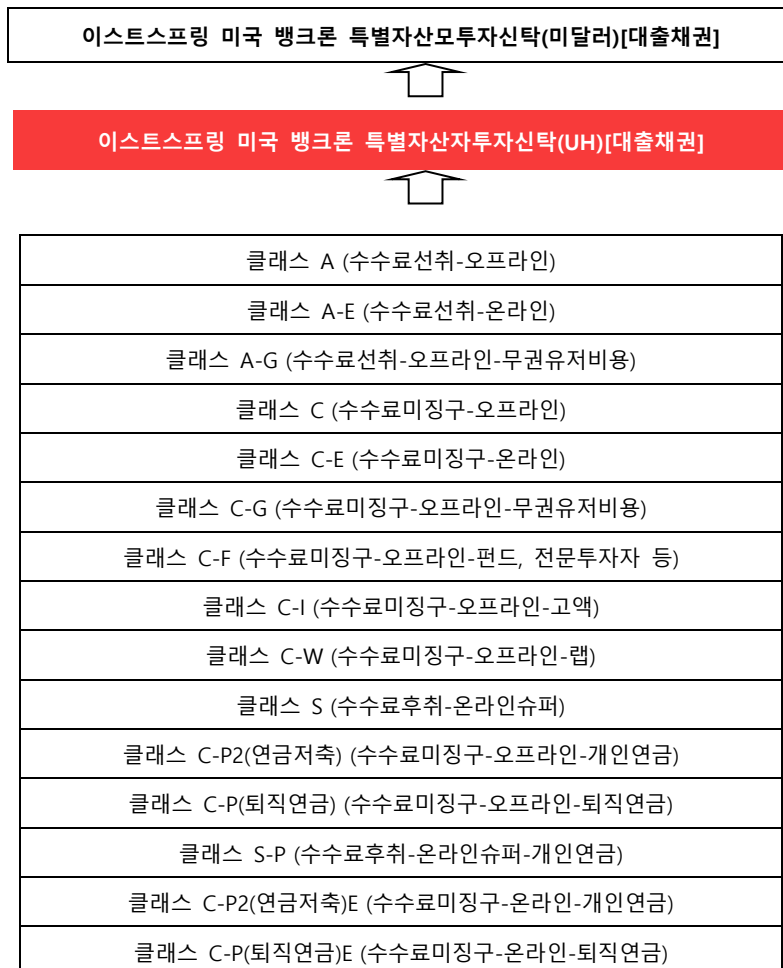 이스트스프링 미국 뱅크론 특별자산모투자신탁(미달러)[대출채권]
이스트스프링 미국 뱅크론 특별자산자투자신탁(UH)[대출채권]
클래스 A (수수료선취-오프라인)
클래스 A-E (수수료선취-온라인)
클래스 A-G (수수료선취-오프라인-무권유저비용)
클래스 C (수수료미징구-오프라인)
클래스 C-E (수수료미징구-온라인)
클래스 C-G (수수료미징구-오프라인-무권유저비용)
클래스 C-F (수수료미징구-오프라인-펀드, 전문투자자 등)
클래스 C-I (수수료미징구-오프라인-고액)
클래스 C-W (수수료미징구-오프라인-랩)
클래스 S (수수료후취-온라인슈퍼)
클래스 C-P2(연금저축) (수수료미징구-오프라인-개인연금)
클래스 C-P(퇴직연금) (수수료미징구-오프라인-퇴직연금)
클래스 S-P (수수료후취-온라인슈퍼-개인연금)
클래스 C-P2(연금저축)E (수수료미징구-온라인-개인연금)
클래스 C-P(퇴직연금)E (수수료미징구-온라인-퇴직연금)